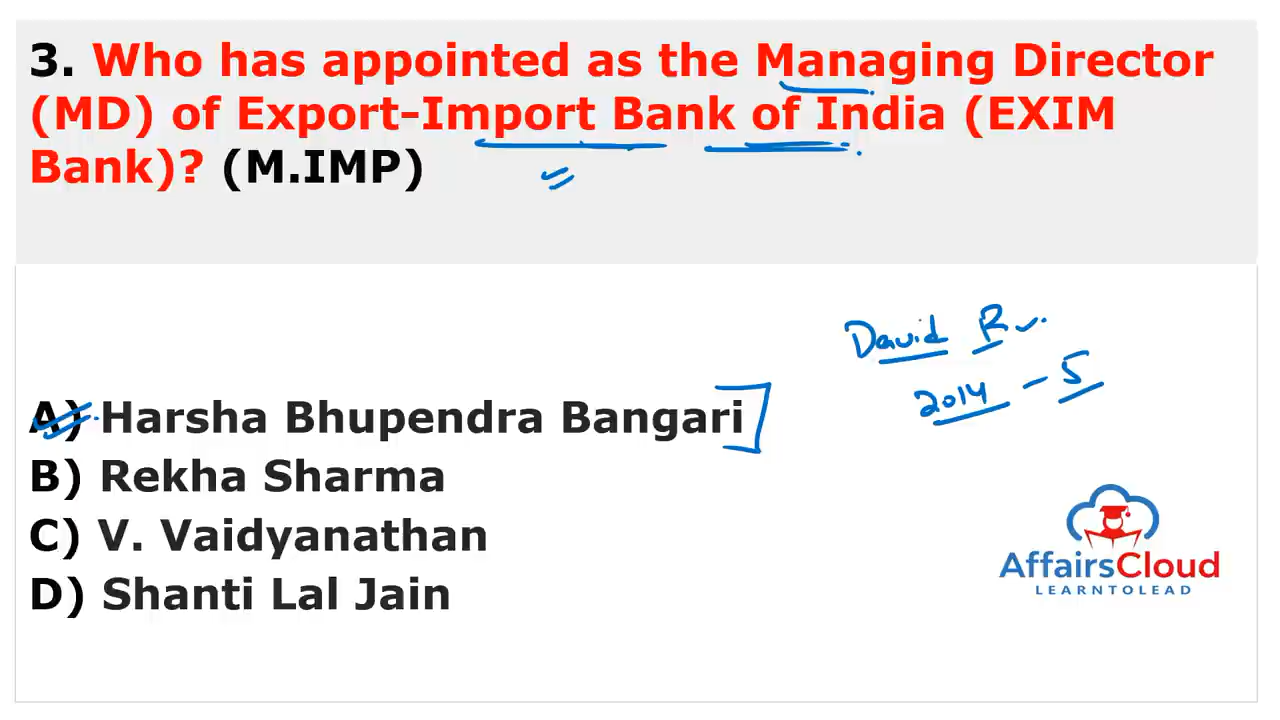 3. Who has appointed as the Managing Director
(MD) of Export-Import Bank of India (EXIM
Bank)? (M.IMP)
David R
2014 - 5
A) Harsha Bhupendra Bangari
B) Rekha Sharma
C) V. Vaidyanathan
D) Shanti Lal Jain
AffairsCloud
LEARNTOLEAD